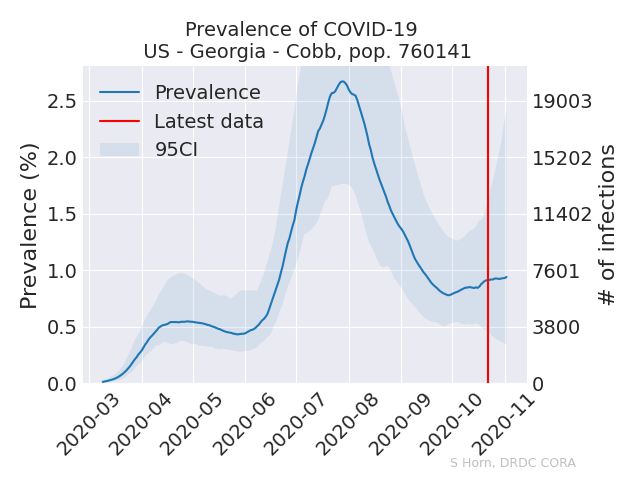 Prevalence of COVID-19
US - Georgia - Cobb, pop. 760141
Prevalence
Latest data
95CI
Prevalence (%)
2.5
2.0
1.5
1.0
0.5
0.0
19003
15202
11402
7601
3800
0
# of infections
2020-03
2020-04
2020-05
2020-06
2020-07
2020-08
2020-09
2020-10
2020-11
S Horn, DRDC CORA